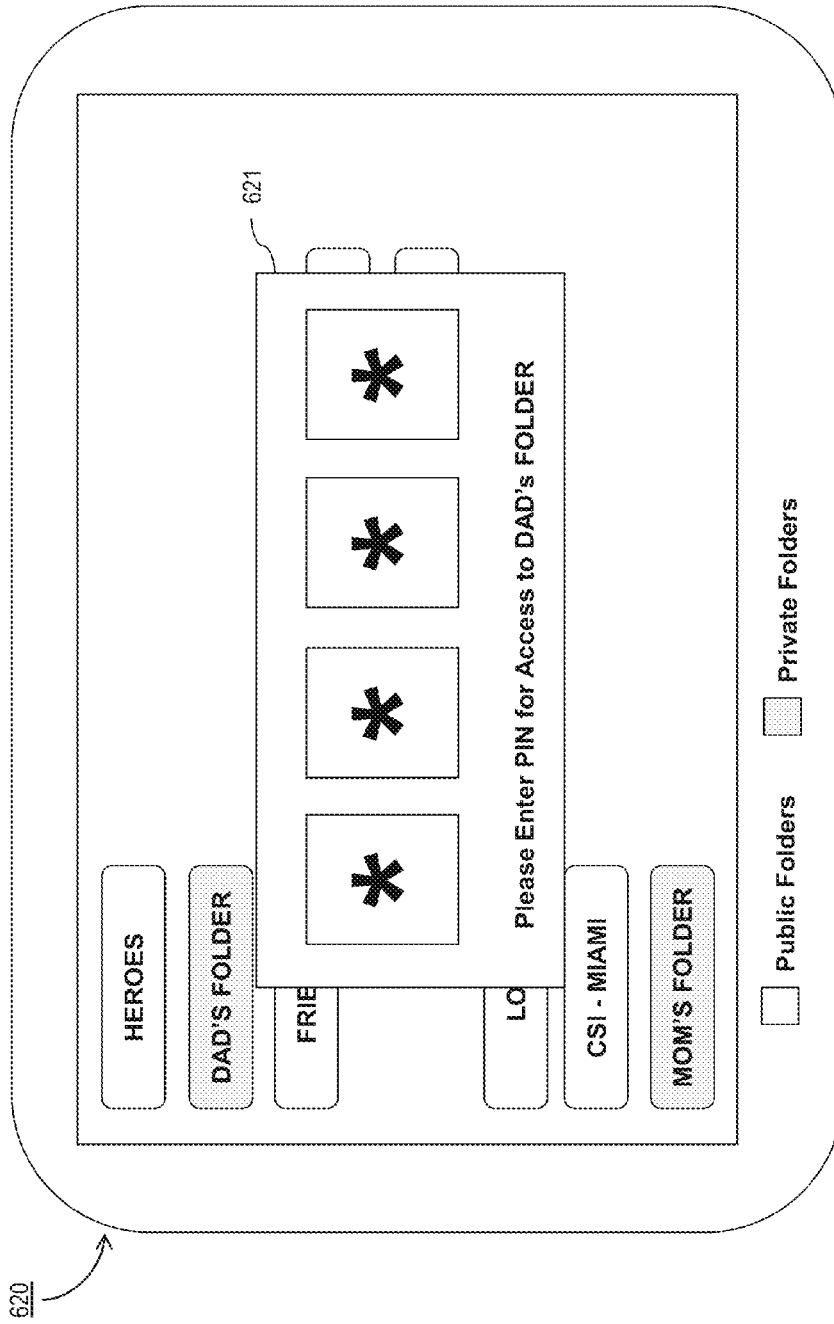 620
HEROES
DAD'S FOLDER
FRIE
621
Please Enter PIN for Access to DAD's FOLDER
LO
CSI - MIAMI
MOM'S FOLDER
Public Folders
Private Folders